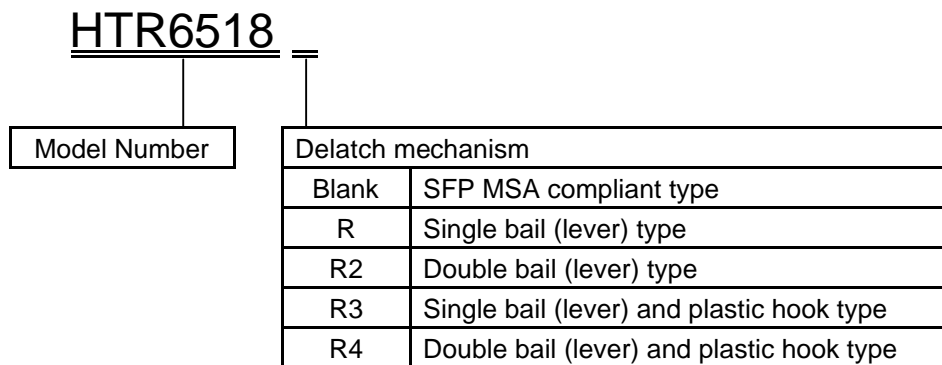 HTR6518 _
Model Number
Delatch mechanism
Blank SFP MSA compliant type
R Single bail (lever) type
R2 Double bail (lever) type
R3 Single bail (lever) and plastic hook type
R4 Double bail (lever) and plastic hook type